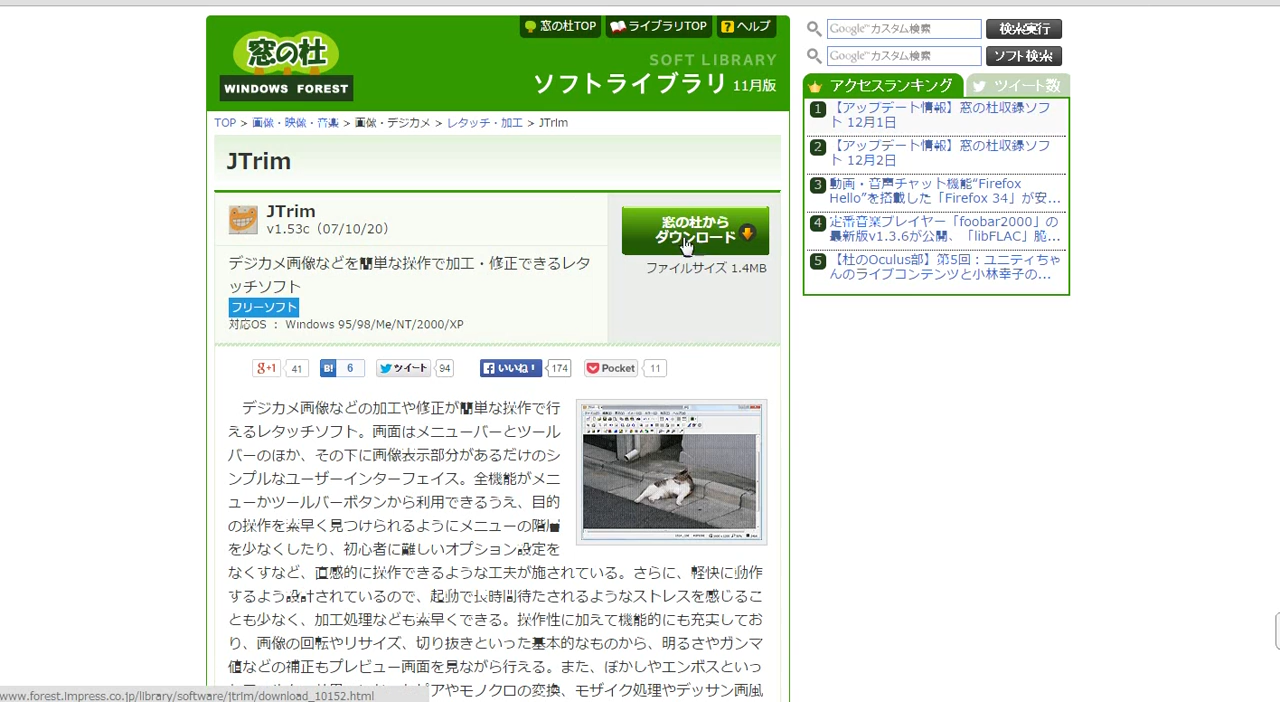 窓の杜
WINDOWS FOREST
窓の杜TOP
ライブラリTOP
ヘルプ
SOFT LIBRARY
ソフトライブラリ 11月版
TOP > 画像・映像・音楽 > 画像・デジカメ > レタッチ・加工 > JTrim
JTrim
JTrim
v1.53c（07/10/20）
デジカメ画像などを簡単な操作で加工・修正できるレタ
ッチソフト
フリーソフト
対応OS ： Windows 95/98/Me/NT/2000/XP
窓の杜から
ダウンロード
ファイルサイズ 1.4MB
g+1 41
B! 6
ツイート 94
いいね！ 174
Pocket 11
デジカメ画像などの加工や修正が簡単な操作で行
えるレタッチソフト。画面はメニューバーとツール
バーのほか、その下に画像表示部分があるだけのシ
ンプルなユーザーインターフェイス。全機能がメニ
ューかツールバーボタンから利用できるうえ、目的
の操作を素早く見つけられるようにメニューの階層
を少なくしたり、初心者に難しいオプション設定を
なくすなど、直感的に操作できるような工夫が施されている。さらに、軽快に動作
するよう設計されているので、起動で長時間待たされるようなストレスを感じるこ
とも少なく、加工処理なども素早くできる。操作性に加えて機能的にも充実してお
り、画像の回転やリサイズ、切り抜きといった基本的なものから、明るさやガンマ
値などの補正もプレビュー画面を見ながら行える。また、ぼかしやエンボスといっ
アやモノクロの変換、モザイク処理やデッサン画風
www.forest.impress.co.jp/library/software/jtrim/download_10152.html
Google™ カスタム検索
検索実行
Google™ カスタム検索
ソフト検索
アクセスランキング
ツイート数
1 【アップデート情報】窓の杜収録ソフ
ト 12月1日
2 【アップデート情報】窓の杜収録ソフ
ト 12月2日
3 動画・音声チャット機能“Firefox
Hello”を搭載した「Firefox 34」が安...
4 定番音楽プレイヤー「foobar2000」の
最新版v1.3.6が公開、「libFLAC」脆...
5 【杜のOculus部】第5回：ユニティちゃ
んのライブコンテンツと小林幸子の...